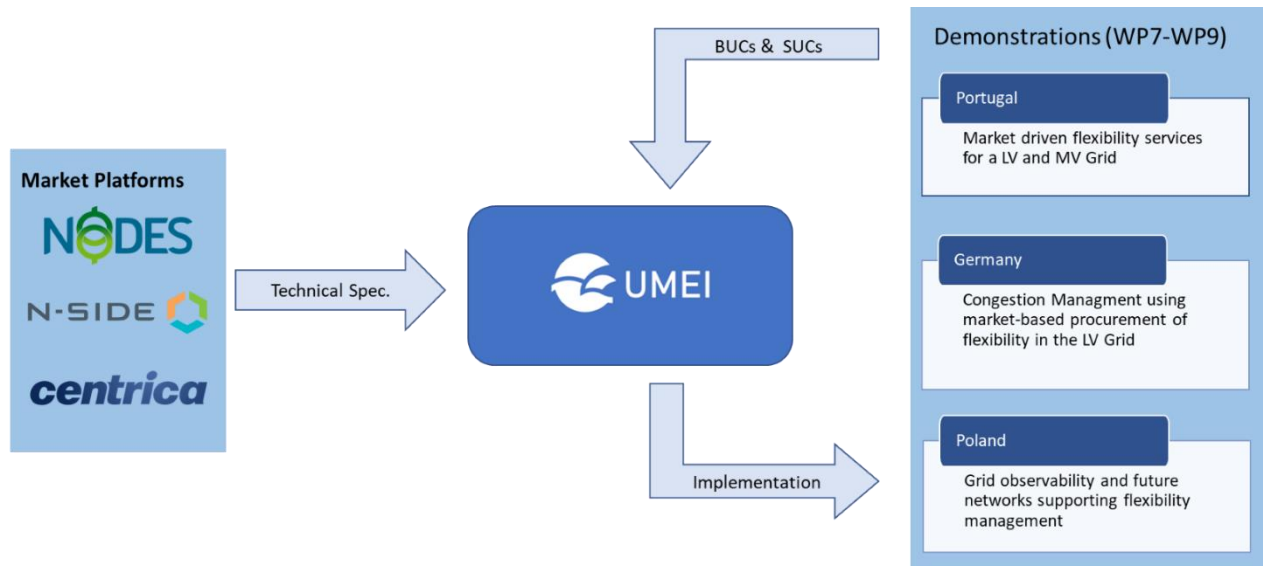 BUCs & SUCs
Demonstrations (WP7-WP9)
Portugal
Market driven flexibility services
for a LV and MV Grid
Market Platforms
NODES
N-SIDE
centrica
Technical Spec.
UMEI
Germany
Congestion Managment using
market-based procurement of
flexibility in the LV Grid
Implementation
Poland
Grid observability and future
networks supporting flexibility
management